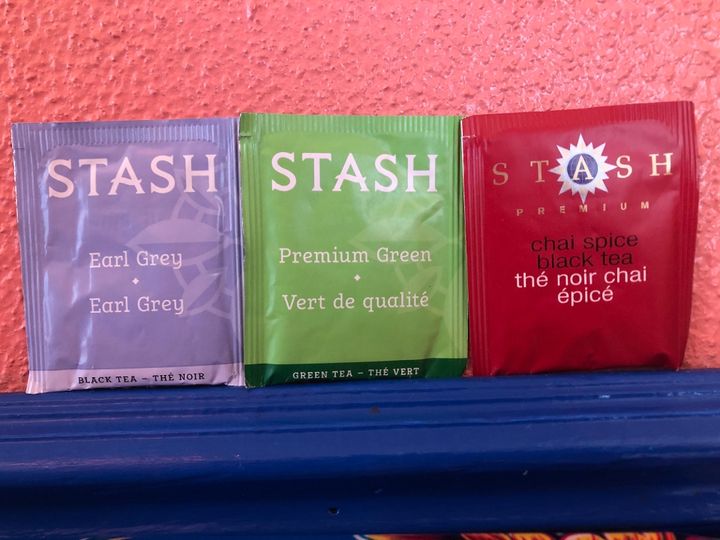 STASH
Earl Grey
Earl Grey
BLACK TEA – THÉ NOIR
STASH
Premium Green
Vert de qualité
GREEN TEA – THÉ VERT
STASH
PREMIUM
chai spice
black tea
thé noir chai
épicé